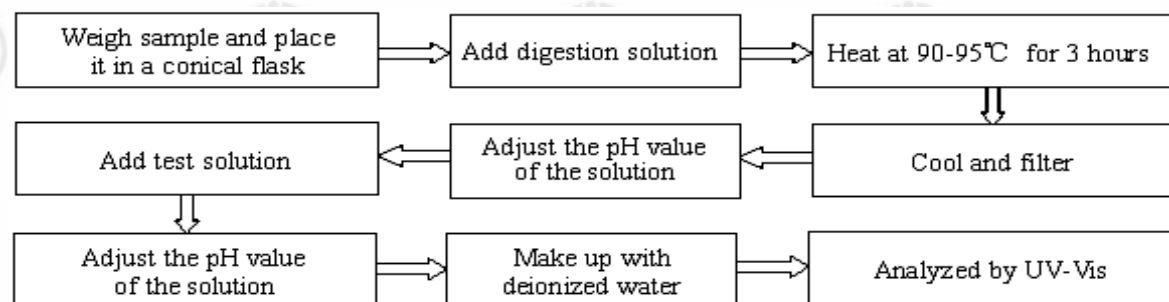 Weigh sample and place
it in a conical flask
Add digestion solution
Heat at 90-95℃ for 3 hours
Cool and filter
Adjust the pH value
of the solution
Add test solution
Adjust the pH value
of the solution
Make up with
deionized water
Analyzed by UV-Vis